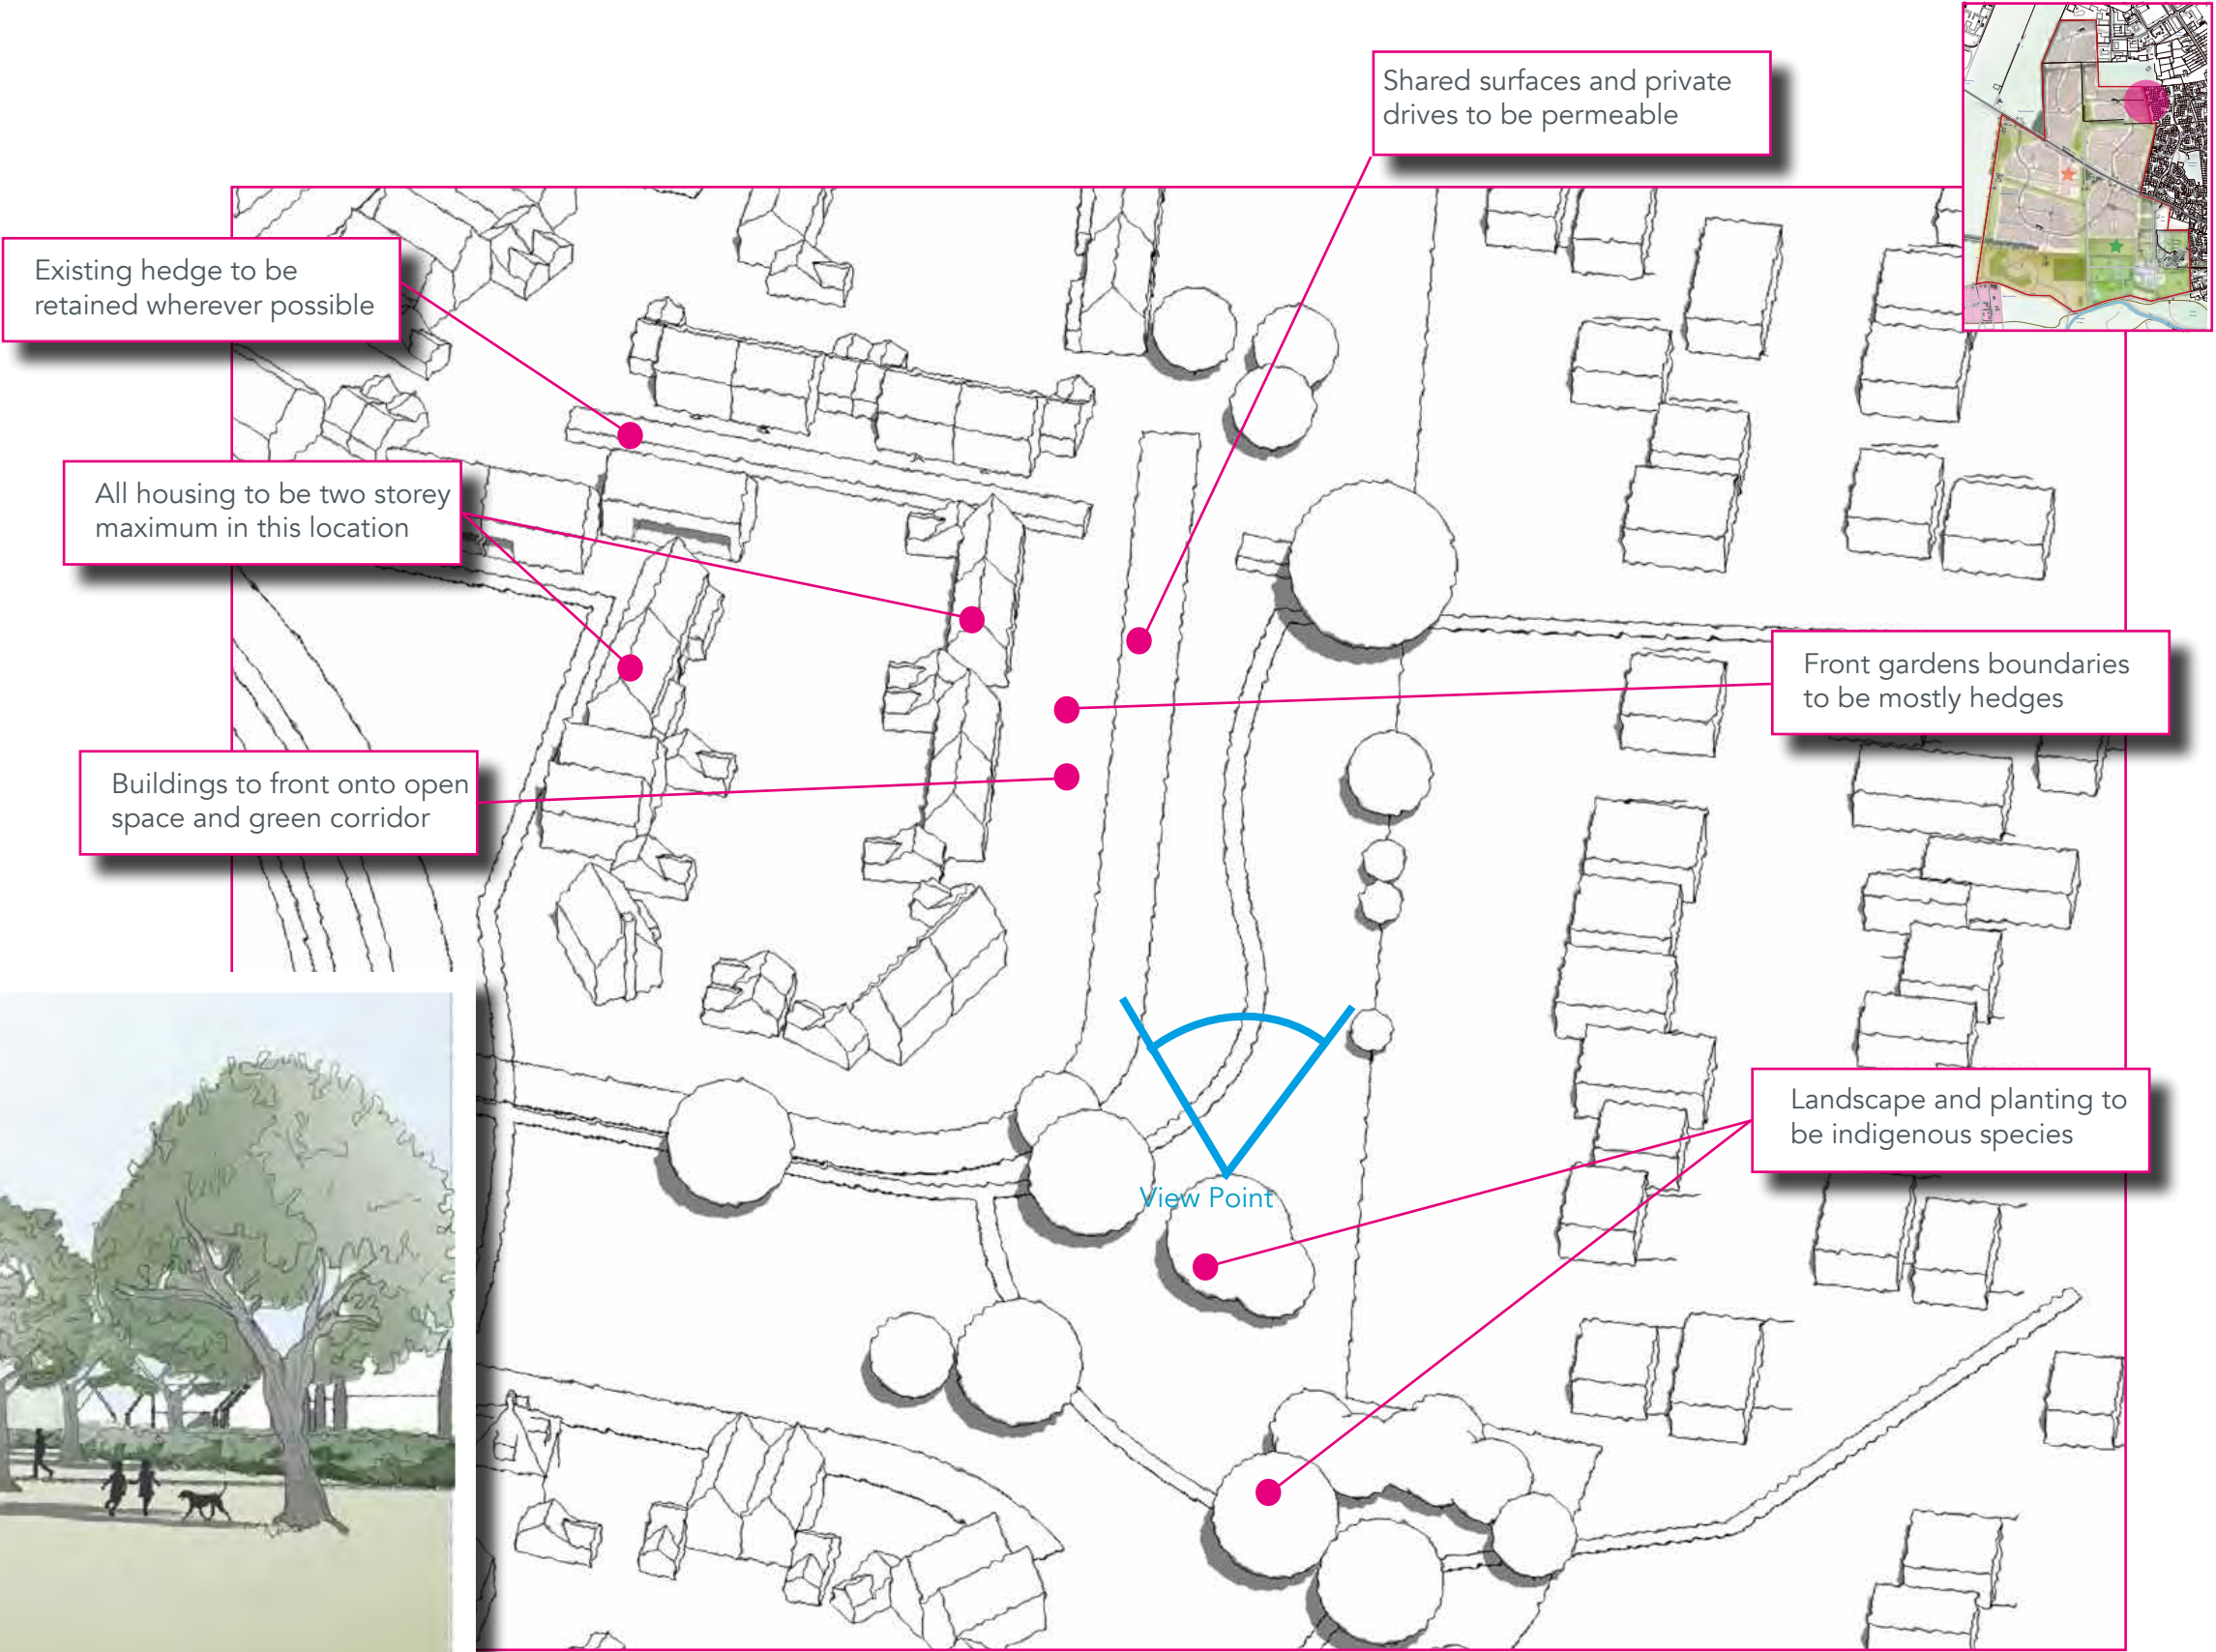 Shared surfaces and private
drives to be permeable
Existing hedge to be
retained wherever possible
All housing to be two storey
maximum in this location
Front gardens boundaries
to be mostly hedges
Buildings to front onto open
space and green corridor
Landscape and planting to
be indigenous species
View Point